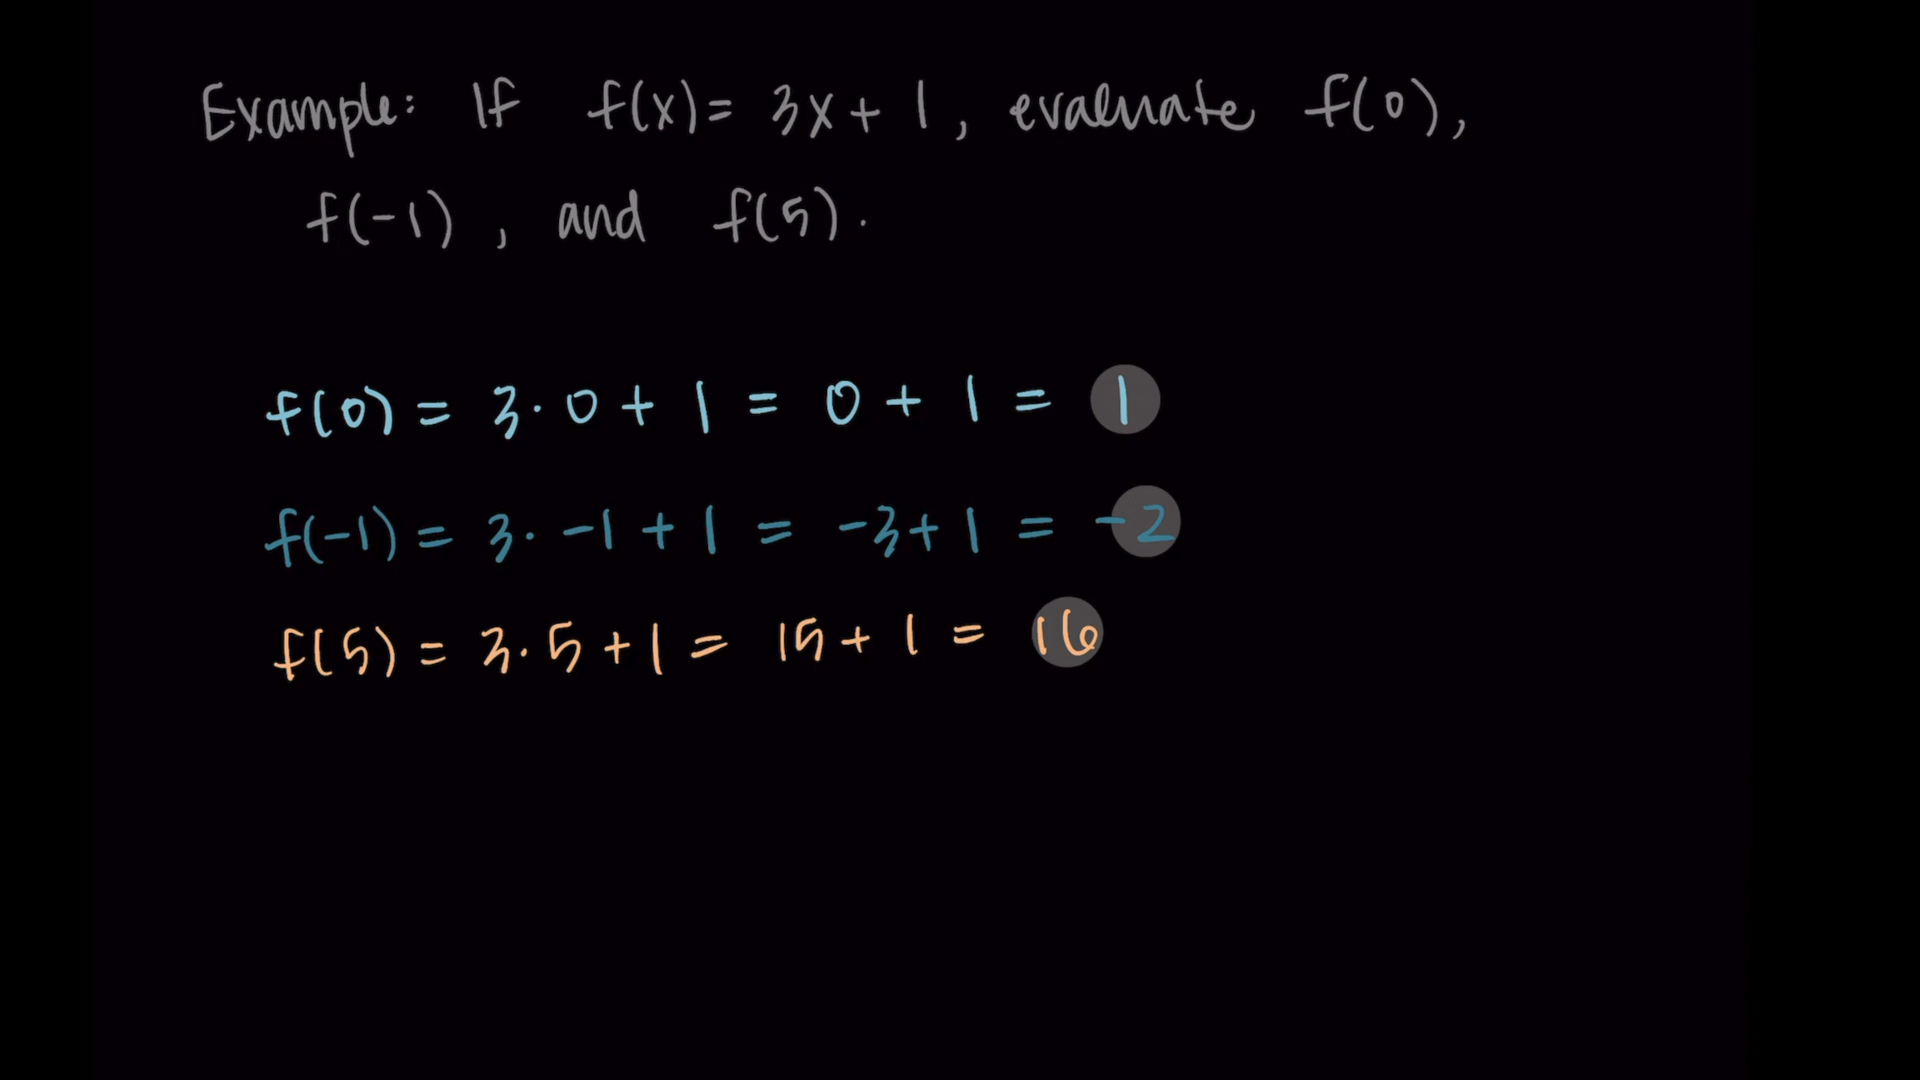 Example: If f(x) = 3x + 1, evaluate f(0),
f(-1), and f(5).
f(0) = 3·0 + 1 = 0 + 1 = 1
f(-1) = 3·-1 + 1 = -3 + 1 = -2
f(5) = 3·5 + 1 = 15 + 1 = 16